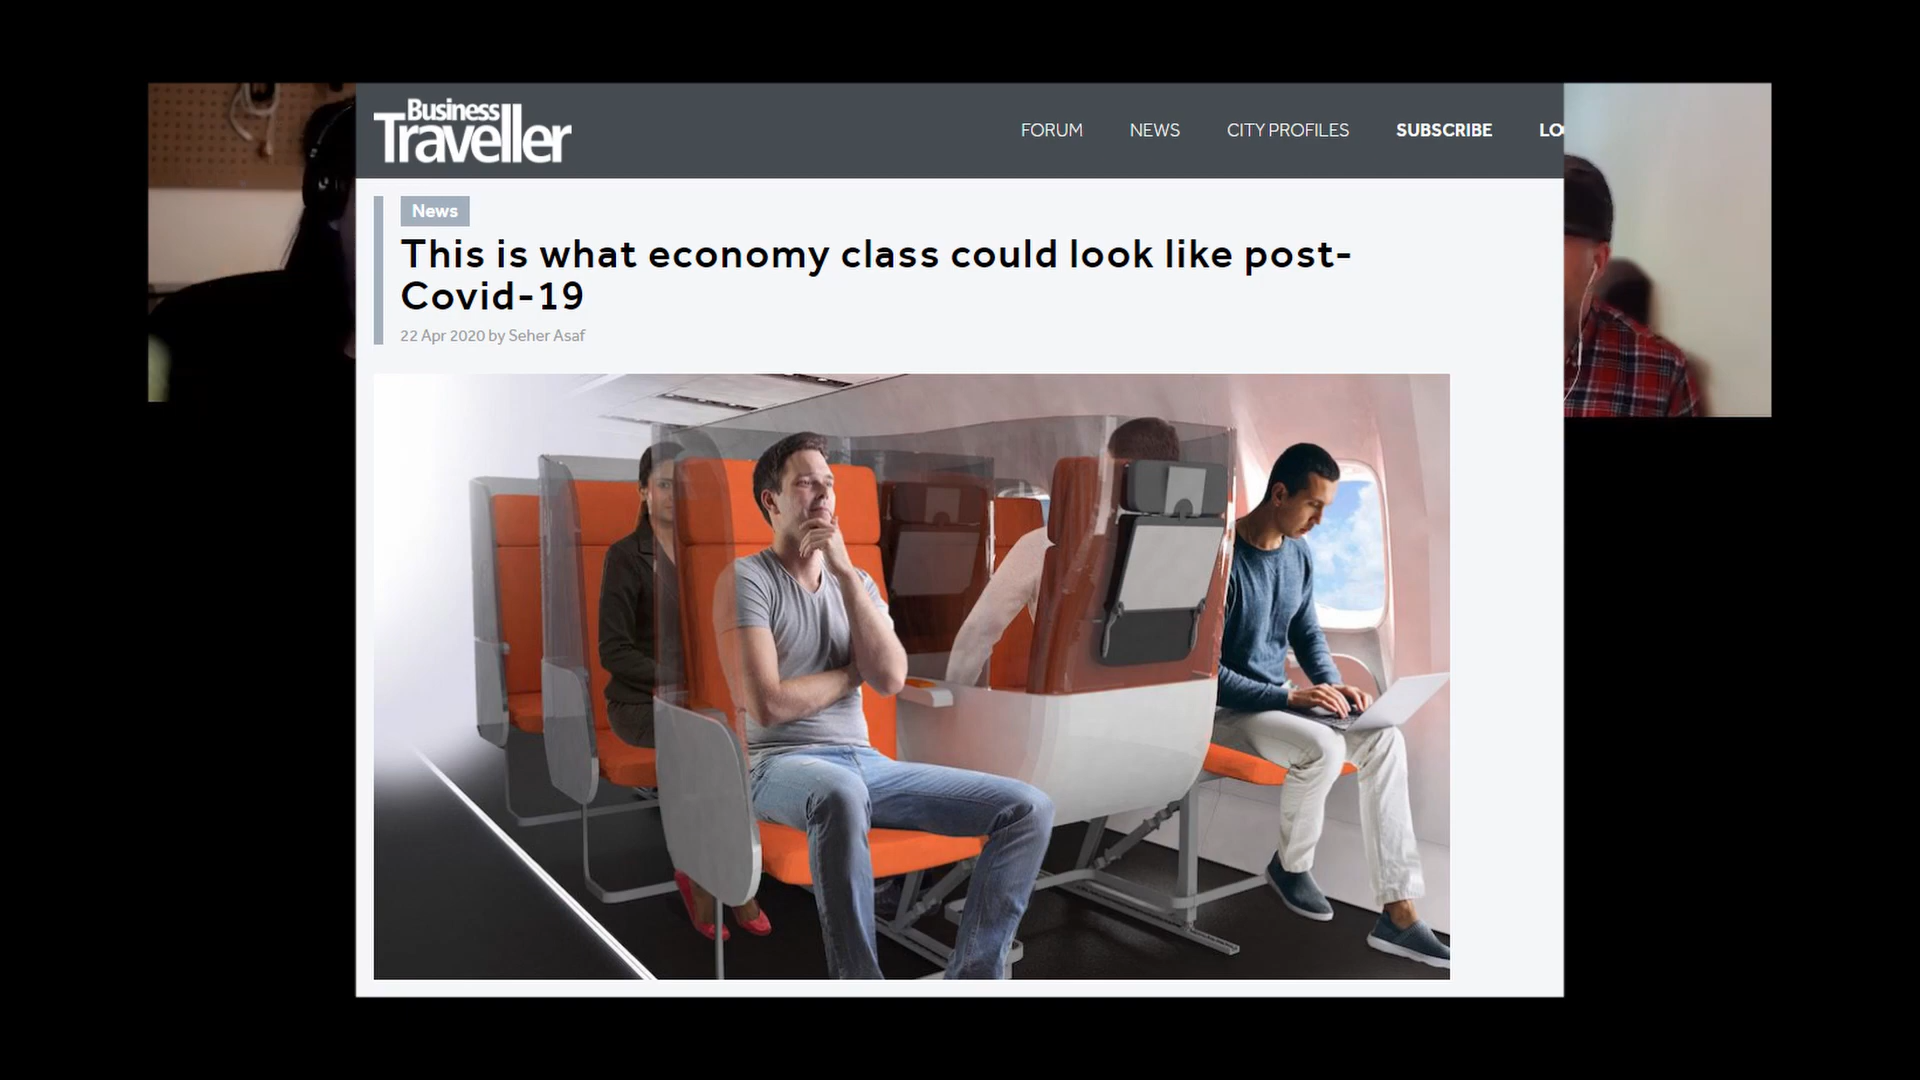 Business
Traveller
FORUM NEWS CITY PROFILES SUBSCRIBE LO
News
This is what economy class could look like post-
Covid-19
22 Apr 2020 by Seher Asaf